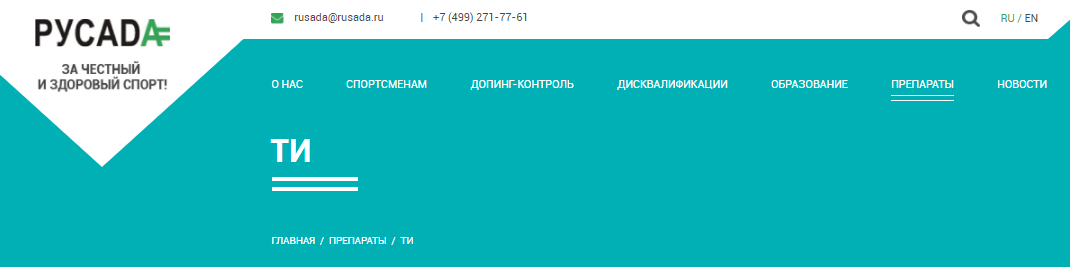 РУСАДА
ЗА ЧЕСТНЫЙ
И ЗДОРОВЫЙ СПОРТ!
rusada@rusada.ru | +7 (499) 271-77-61
RU / EN
О НАС СПОРТСМЕНАМ ДОПИНГ-КОНТРОЛЬ ДИСКВАЛИФИКАЦИИ ОБРАЗОВАНИЕ ПРЕПАРАТЫ НОВОСТИ
ТИ
ГЛАВНАЯ / ПРЕПАРАТЫ / ТИ